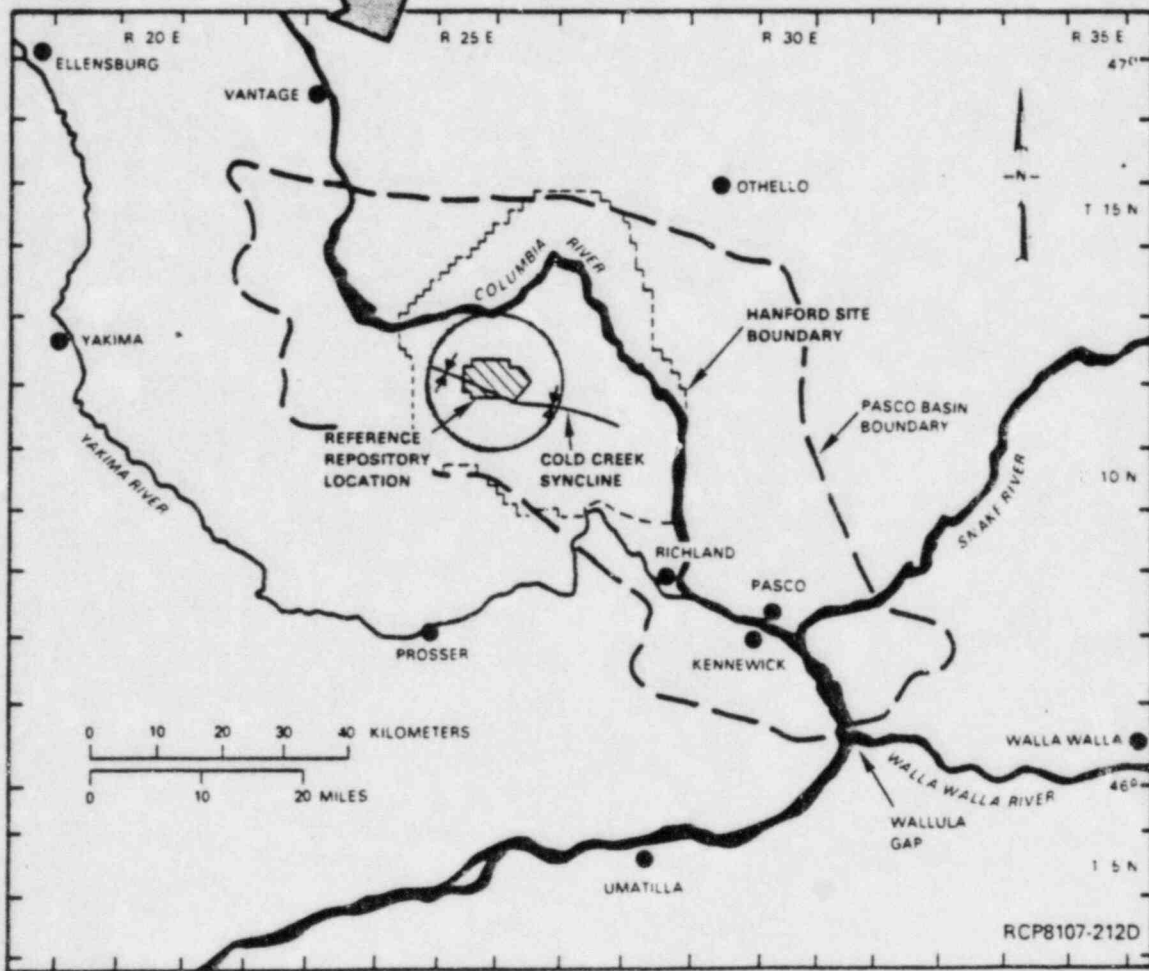 R 20 E
R 25 E
R 30 E
R 35 E
47°
ELLENSBURG
VANTAGE
OTHELLO
N
T 15 N
COLUMBIA RIVER
HANFORD SITE
BOUNDARY
YAKIMA
PASCO BASIN
BOUNDARY
REFERENCE
REPOSITORY
LOCATION
COLD CREEK
SYNCLINE
YAKIMA RIVER
SNAKE RIVER
10 N
RICHLAND
PASCO
PROSSER
KENNEWICK
0 10 20 30 40 KILOMETERS
0 10 20 MILES
WALLA WALLA
WALLA WALLA RIVER
46°
WALLULA
GAP
T 5 N
UMATILLA
RCP8107-212D